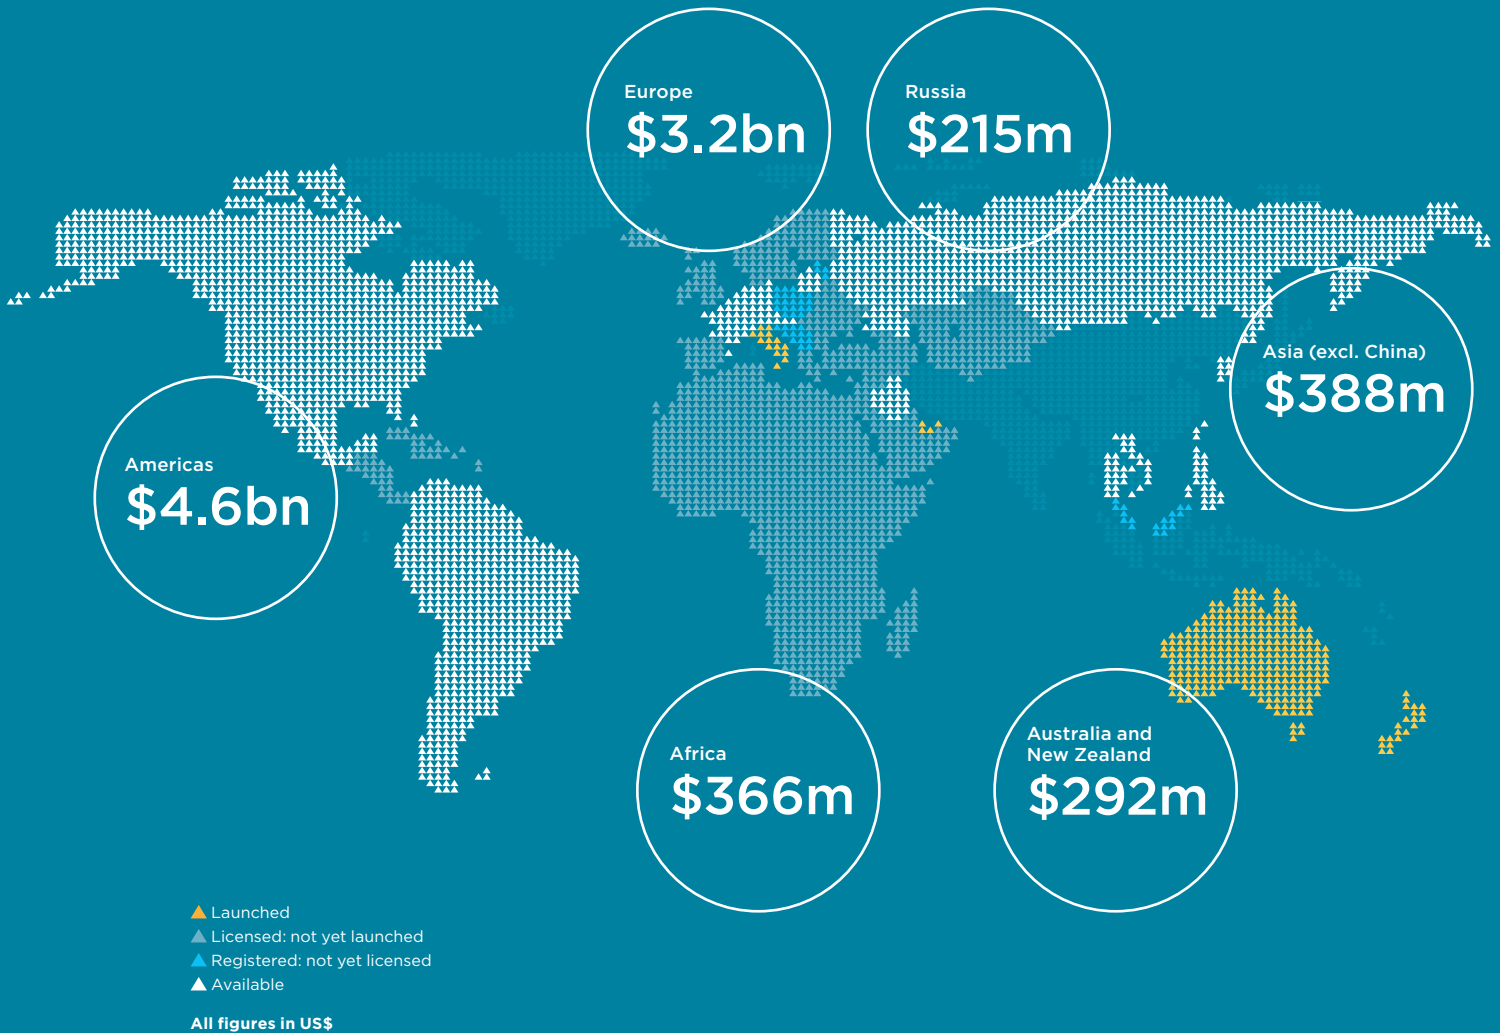 Europe
$3.2bn
Russia
$215m
Asia (excl. China)
$388m
Americas
$4.6bn
Africa
$366m
Australia and
New Zealand
$292m
Launched
Licensed: not yet launched
Registered: not yet licensed
Available
All figures in US$